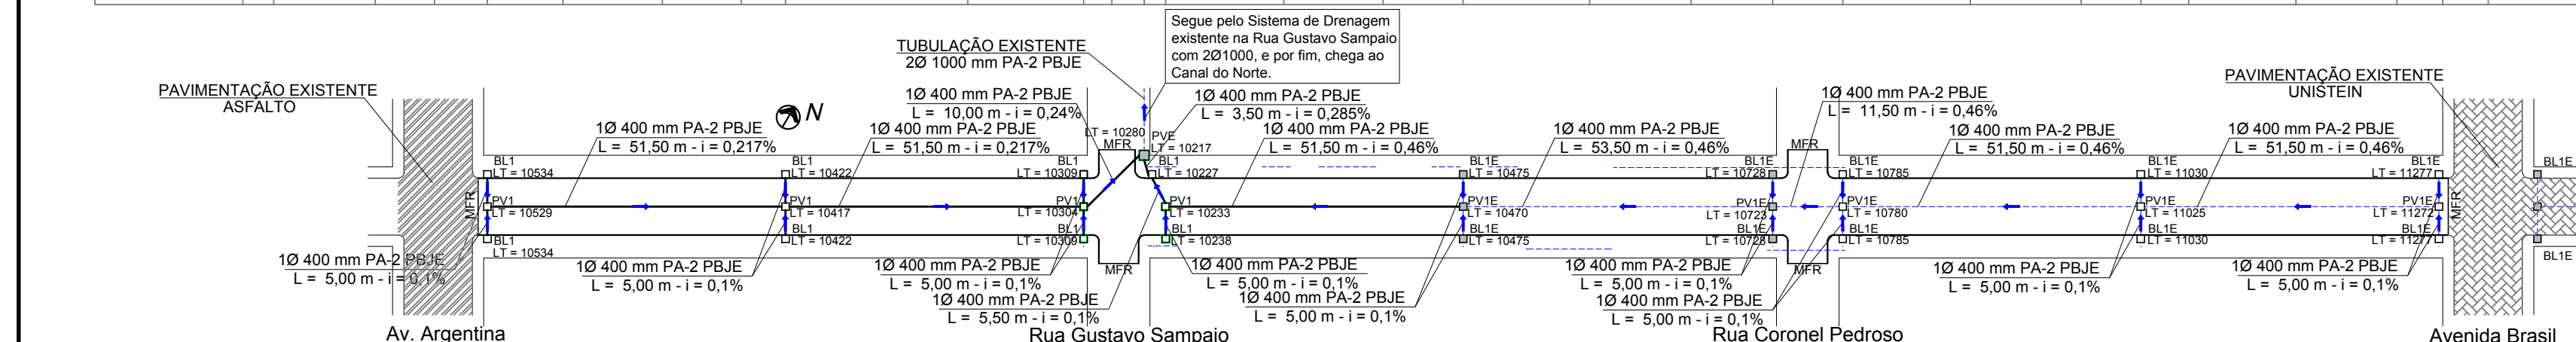 Segue pelo Sistema de Drenagem
existente na Rua Gustavo Sampaio
com 2Ø1000, e por fim, chega ao
Canal do Norte.
TUBULAÇÃO EXISTENTE
2Ø 1000 mm PA-2 PBJE
PAVIMENTAÇÃO EXISTENTE
ASFALTO
PAVIMENTAÇÃO EXISTENTE
UNISTEIN
N
1Ø 400 mm PA-2 PBJE
L = 51,50 m - i = 0,217%
1Ø 400 mm PA-2 PBJE
L = 51,50 m - i = 0,217%
1Ø 400 mm PA-2 PBJE
L = 10,00 m - i = 0,24%
1Ø 400 mm PA-2 PBJE
L = 3,50 m - i = 0,285%
1Ø 400 mm PA-2 PBJE
L = 51,50 m - i = 0,46%
1Ø 400 mm PA-2 PBJE
L = 53,50 m - i = 0,46%
1Ø 400 mm PA-2 PBJE
L = 11,50 m - i = 0,46%
1Ø 400 mm PA-2 PBJE
L = 51,50 m - i = 0,46%
1Ø 400 mm PA-2 PBJE
L = 51,50 m - i = 0,46%
LT = 10280
MFR
PVE
LT = 10217
MFR
BL1
LT = 10534
BL1
LT = 10422
BL1
LT = 10309
BL1
LT = 10227
BL1E
LT = 10475
BL1E
LT = 10728
BL1E
LT = 10785
BL1E
LT = 11030
BL1E
LT = 11277
BL1E
MFR
PV1
LT = 10529
PV1
LT = 10417
PV1
LT = 10304
PV1
LT = 10233
PV1E
LT = 10470
PV1E
LT = 10723
PV1E
LT = 10780
PV1E
LT = 11025
PV1E
LT = 11272
MFR
BL1
LT = 10534
BL1
LT = 10422
BL1
LT = 10309
BL1
LT = 10238
BL1E
LT = 10475
BL1E
LT = 10728
BL1E
LT = 10785
BL1E
LT = 11030
BL1E
LT = 11277
BL1E
MFR
MFR
1Ø 400 mm PA-2 PBJE
L = 5,00 m - i = 0,1%
1Ø 400 mm PA-2 PBJE
L = 5,00 m - i = 0,1%
1Ø 400 mm PA-2 PBJE
L = 5,00 m - i = 0,1%
1Ø 400 mm PA-2 PBJE
L = 5,50 m - i = 0,1%
1Ø 400 mm PA-2 PBJE
L = 5,00 m - i = 0,1%
1Ø 400 mm PA-2 PBJE
L = 5,00 m - i = 0,1%
1Ø 400 mm PA-2 PBJE
L = 5,00 m - i = 0,1%
1Ø 400 mm PA-2 PBJE
L = 5,00 m - i = 0,1%
1Ø 400 mm PA-2 PBJE
L = 5,00 m - i = 0,1%
1Ø 400 mm PA-2 PBJE
L = 5,00 m - i = 0,1%
Av. Argentina
Rua Gustavo Sampaio
Rua Coronel Pedroso
Avenida Brasil